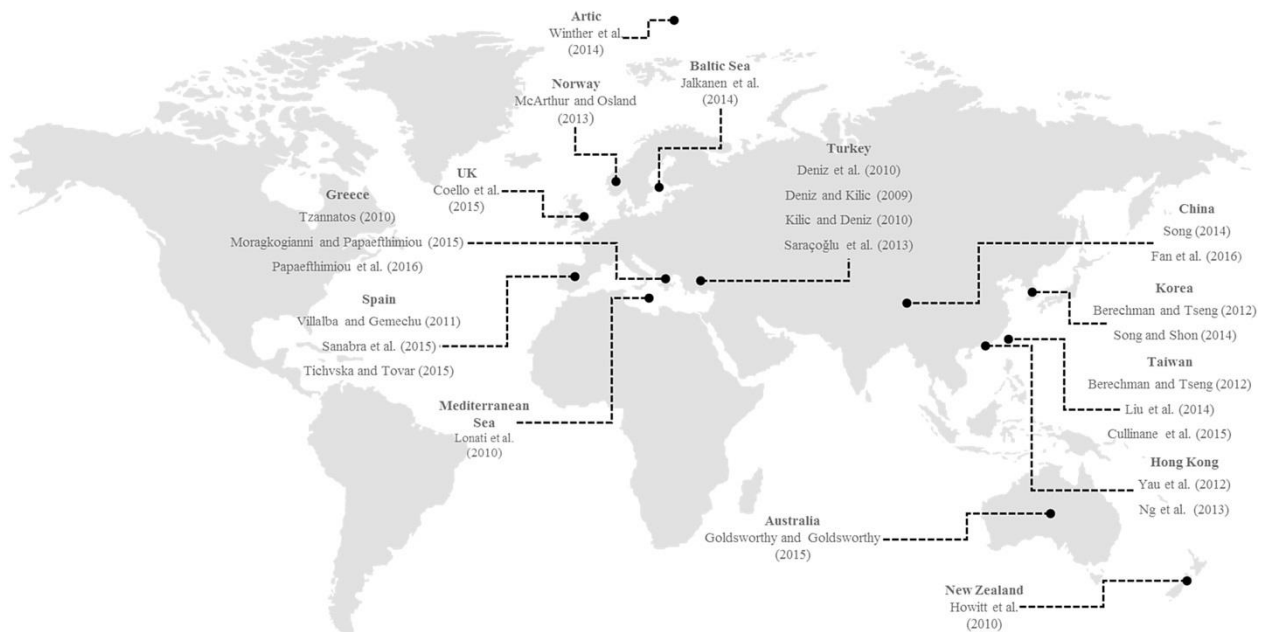 Artic
Winther et al.
(2014)
Baltic Sea
Jalkanen et al.
(2014)
Norway
McArthur and Osland
(2013)
Turkey
Deniz et al. (2010)
Deniz and Kilic (2009)
Kilic and Deniz (2010)
Saraçoğlu et al. (2013)
UK
Coello et al.
(2015)
Greece
Tzannatos (2010)
Moragkogianni and Papaefthimiou (2015)
Papaefthimiou et al. (2016)
China
Song (2014)
Fan et al. (2016)
Spain
Villalba and Gemechu (2011)
Sanabra et al. (2015)
Tichvska and Tovar (2015)
Korea
Berechman and Tseng (2012)
Song and Shon (2014)
Taiwan
Berechman and Tseng (2012)
Liu et al. (2014)
Cullinane et al. (2015)
Mediterranean
Sea
Lonati et al.
(2010)
Hong Kong
Yau et al. (2012)
Ng et al. (2013)
Australia
Goldsworthy and Goldsworthy
(2015)
New Zealand
Howitt et al.
(2010)